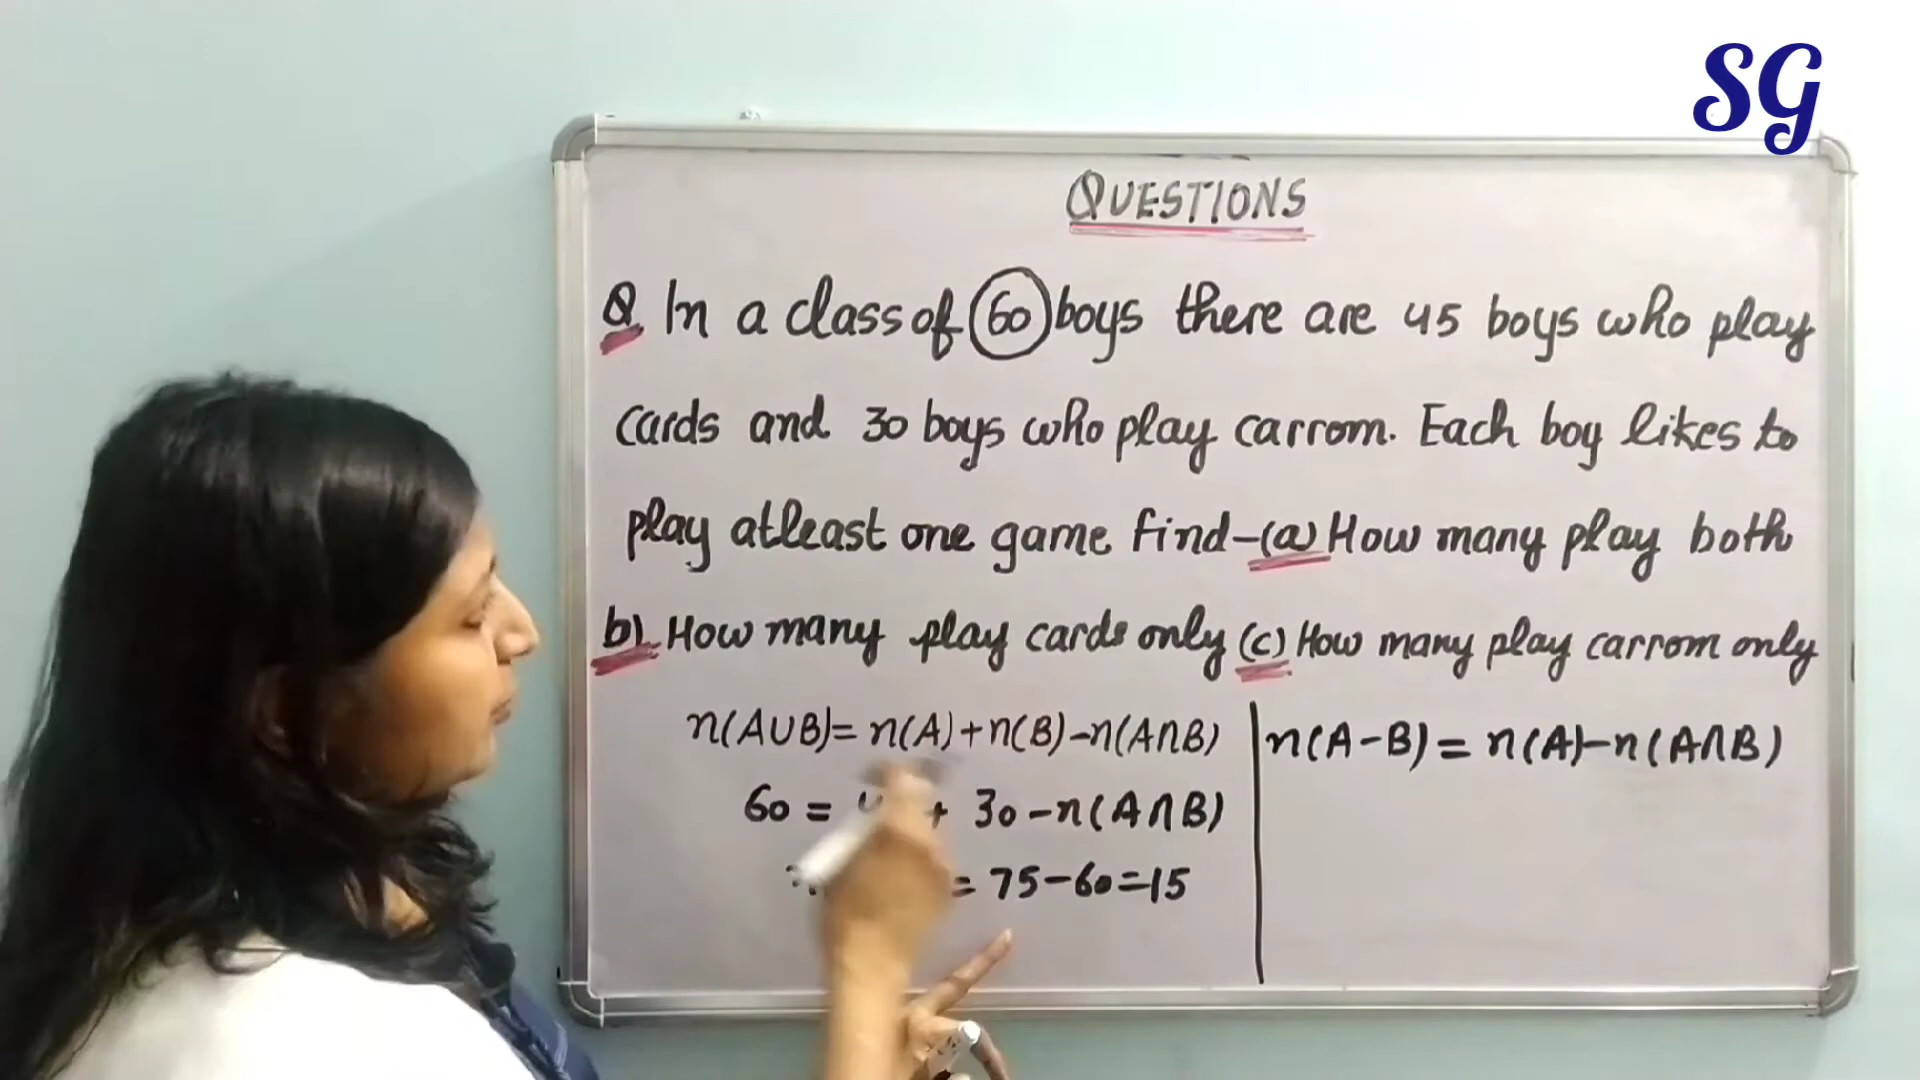 SG
QUESTIONS
Q In a class of 60 boys there are 45 boys who play
cards and 30 boys who play carrom. Each boy likes to
play atleast one game find-(a) How many play both
b) How many play cards only (c) How many play carrom only
n(A∪B)= n(A)+n(B)-n(A∩B)
60 = + 30 -n(A∩B)
= 75-60=15
n(A-B) = n(A)-n(A∩B)